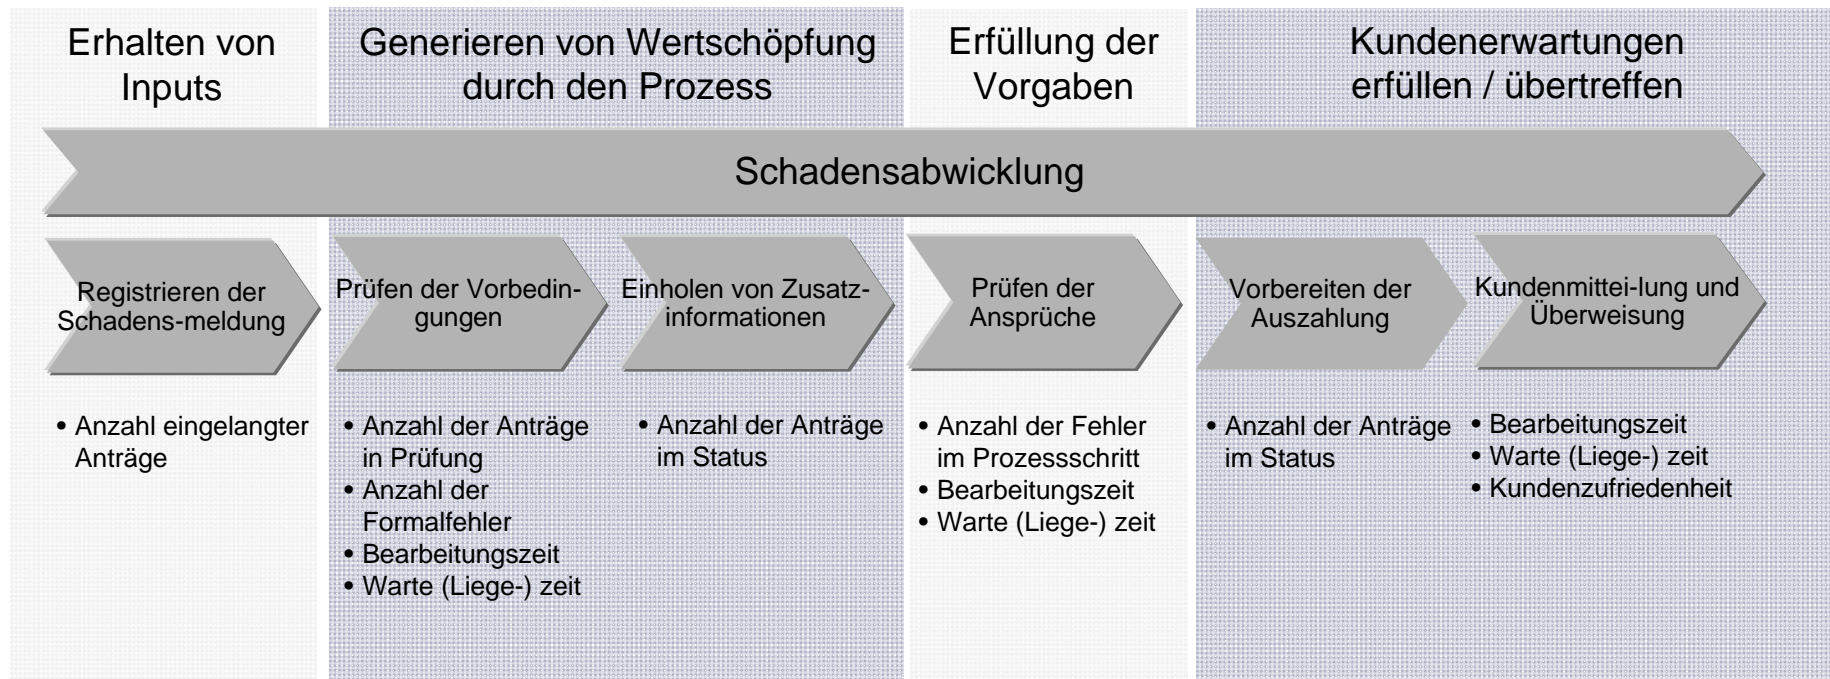 Erhalten von
Inputs
Generieren von Wertschöpfung
durch den Prozess
Erfüllung der
Vorgaben
Kundenerwartungen
erfüllen / übertreffen
Schadensabwicklung
Registrieren der
Schadens-meldung
Prüfen der Vorbedin-
gungen
Einholen von Zusatz-
informationen
Prüfen der
Ansprüche
Vorbereiten der
Auszahlung
Kundenmittei-lung und
Überweisung
• Anzahl eingelangter
Anträge
• Anzahl der Anträge
in Prüfung
• Anzahl der
Formalfehler
• Bearbeitungszeit
• Warte (Liege-) zeit
• Anzahl der Anträge
im Status
• Anzahl der Fehler
im Prozessschritt
• Bearbeitungszeit
• Warte (Liege-) zeit
• Anzahl der Anträge
im Status
• Bearbeitungszeit
• Warte (Liege-) zeit
• Kundenzufriedenheit